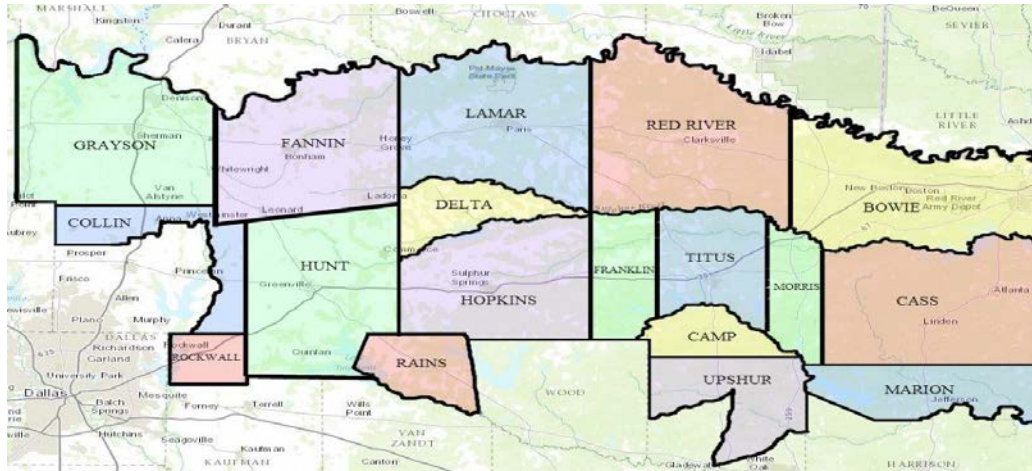 MARSHALL
Kingston
Durant
Calera
BRYAN
Boswell
CHOCTAW
Broken
Bow
Idabel
DeQueen
SEVIER
LITTLE
RIVER
Denison
Sherman
GRAYSON
Van
Alstyne
Whitewright
FANNIN
Bonham
Honey
Grove
Ladonia
Leonard
Pat Mayse
State Park
LAMAR
Paris
RED RIVER
Clarksville
New Boston
Boston
Red River
Army Depot
BOWIE
67
COLLIN
Anna
Westminster
Aubrey
Prosper
Princeton
Frisco
Allen
Plano
Murphy
DELTA
Commerce
HUNT
Greenville
Quinlan
Sulphur
Springs
HOPKINS
FRANKLIN
TITUS
MORRIS
CASS
Atlanta
Linden
CAMP
UPSHUR
259
MARION
Jefferson
RAINS
Rockwall
ROCKWALL
DALLAS
Richardson
Garland
635
University Park
Dallas
Mesquite
Batch
Springs
Hutchins
Seagoville
Forney
Terrell
Kaufman
KAUFMAN
Wills
Point
VAN
ZANDT
Canton
WOOD
White
Oak
HARRISON